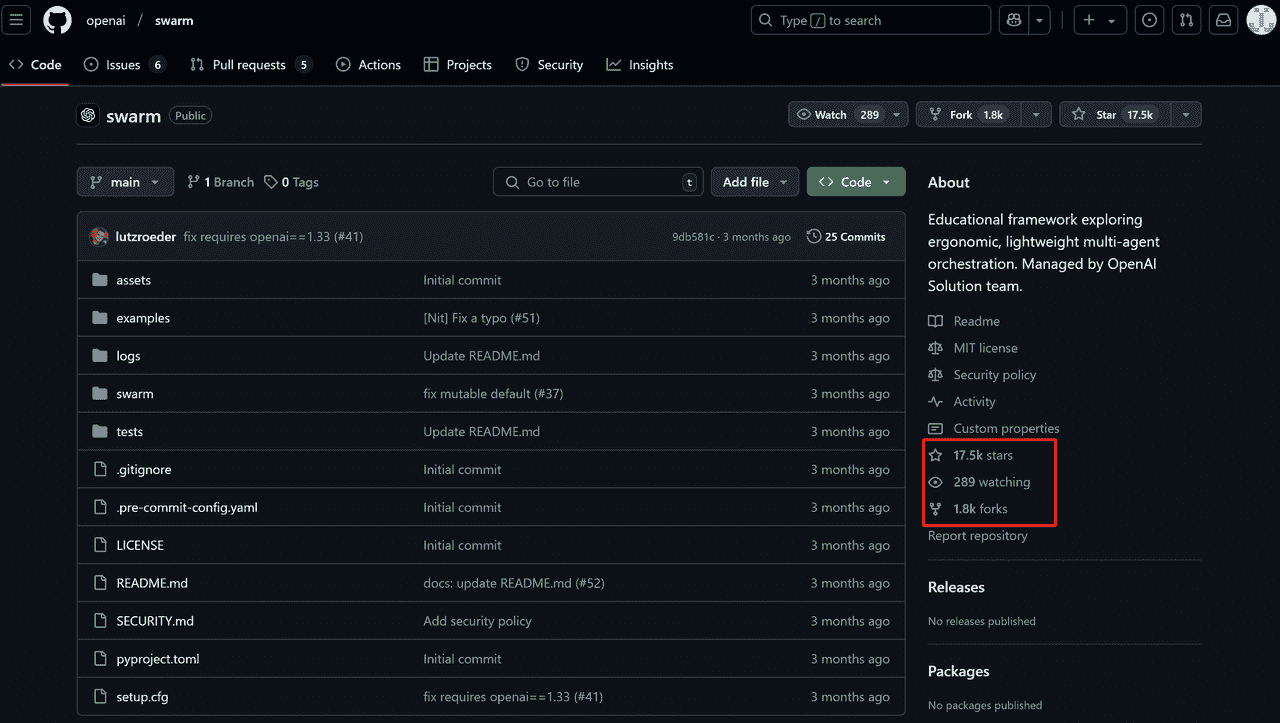 openai / swarm
Type / to search
Code Issues 6 Pull requests 5 Actions Projects Security Insights
swarm Public
Watch 289 Fork 1.8k Star 17.5k
main 1 Branch 0 Tags
Go to file t Add file Code
lutzroeder fix requires openai==1.33 (#41) 9db581c · 3 months ago 25 Commits
assets Initial commit 3 months ago
examples [Nit] Fix a typo (#51) 3 months ago
logs Update README.md 3 months ago
swarm fix mutable default (#37) 3 months ago
tests Update README.md 3 months ago
.gitignore Initial commit 3 months ago
.pre-commit-config.yaml Initial commit 3 months ago
LICENSE Initial commit 3 months ago
README.md docs: update README.md (#52) 3 months ago
SECURITY.md Add security policy 3 months ago
pyproject.toml Initial commit 3 months ago
setup.cfg fix requires openai==1.33 (#41) 3 months ago
About
Educational framework exploring
ergonomic, lightweight multi-agent
orchestration. Managed by OpenAI
Solution team.
Readme
MIT license
Security policy
Activity
Custom properties
17.5k stars
289 watching
1.8k forks
Report repository
Releases
No releases published
Packages
No packages published